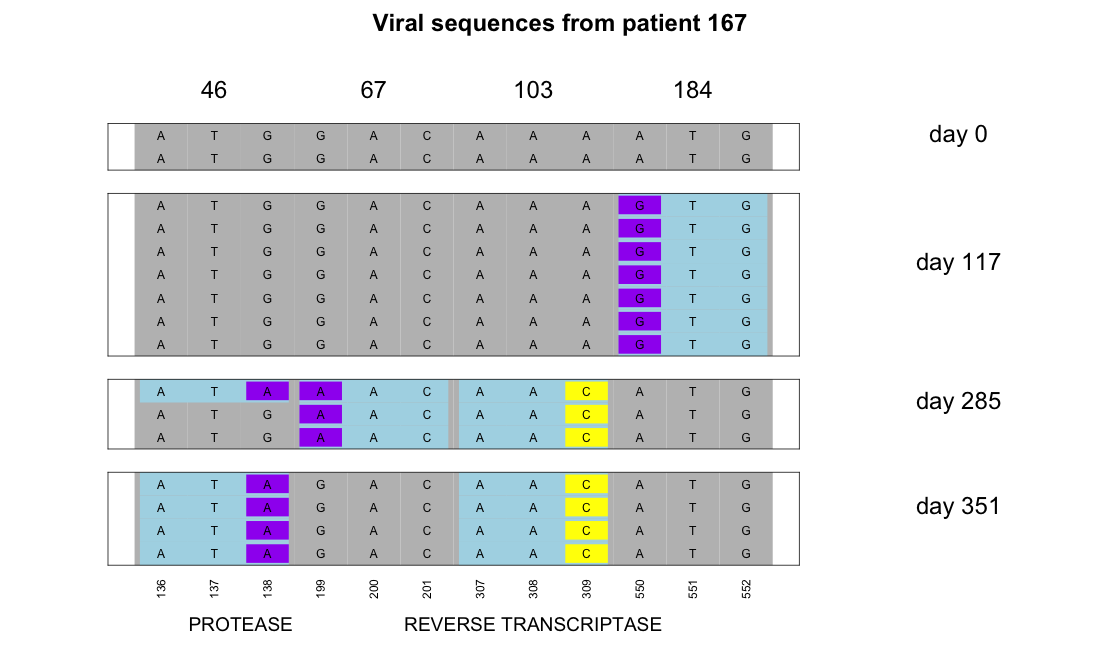 Viral sequences from patient 167
46 67 103 184
A T G G A C A A A A T G day 0
A T G G A C A A A A T G
A T G G A C A A A G T G
A T G G A C A A A G T G
A T G G A C A A A G T G day 117
A T G G A C A A A G T G
A T G G A C A A A G T G
A T G G A C A A A G T G
A T G G A C A A A G T G
A T A A A C A A C A T G day 285
A T G A A C A A C A T G
A T G A A C A A C A T G
A T A G A C A A C A T G
A T A G A C A A C A T G day 351
A T A G A C A A C A T G
A T A G A C A A C A T G
136 137 138 199 200 201 307 308 309 550 551 552
PROTEASE REVERSE TRANSCRIPTASE